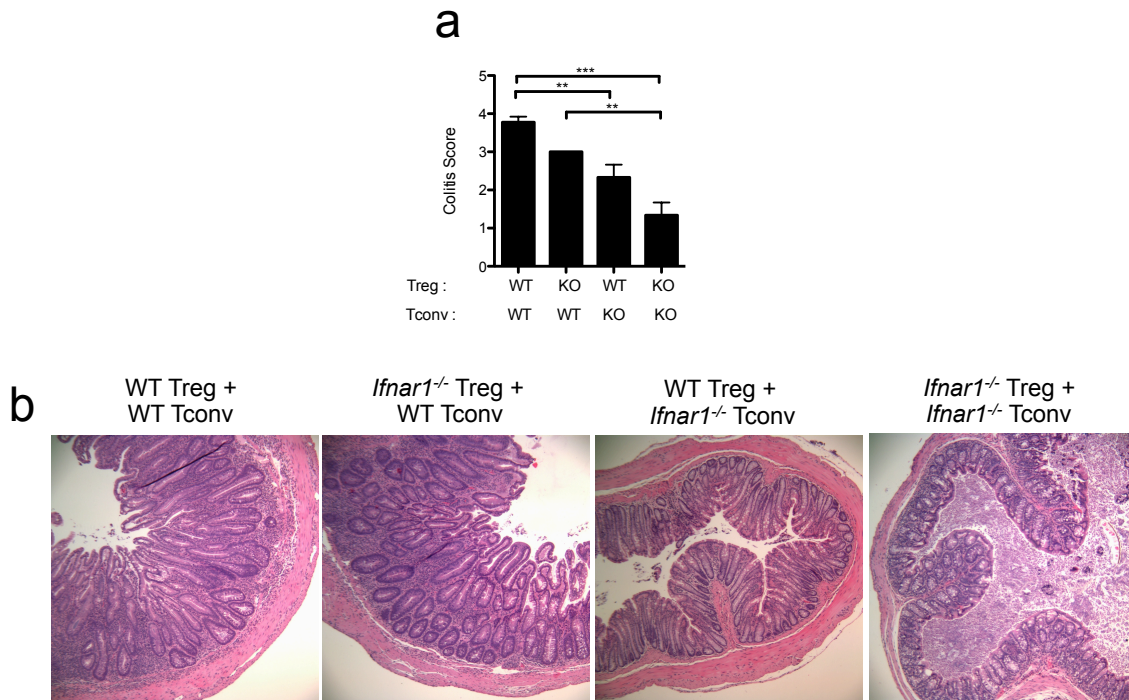 a
***
**
**
5
4
3
2
1
0
Colitis Score
Treg : WT KO WT KO
Tconv : WT WT KO KO
b
WT Treg +
WT Tconv
Ifnar1-/- Treg +
WT Tconv
WT Treg +
Ifnar1-/- Tconv
Ifnar1-/- Treg +
Ifnar1-/- Tconv